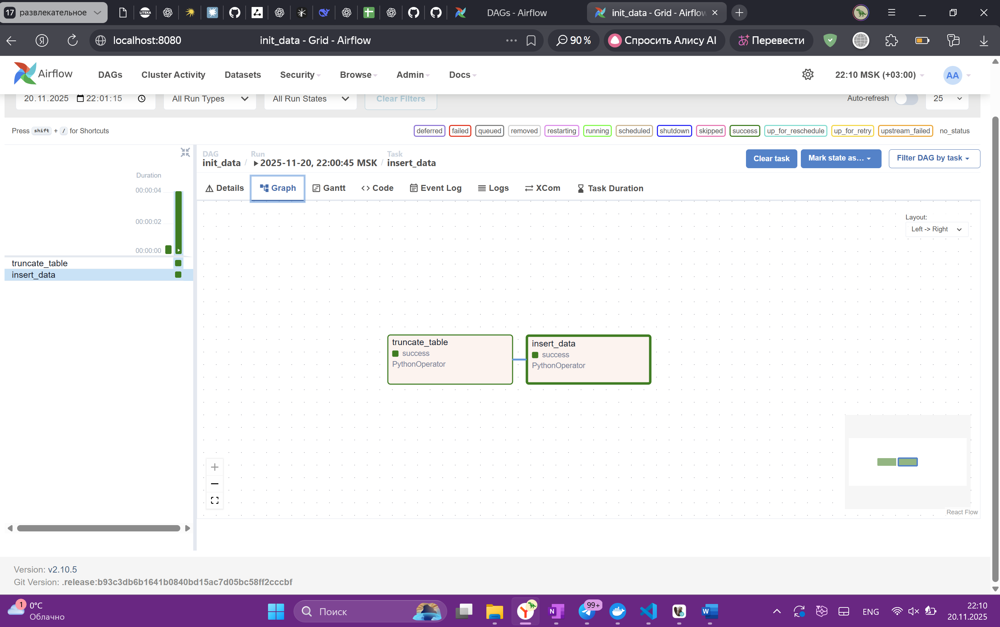 17 развлекательное
LITEKA
DAGs - Airflow
init_data - Grid - Airflow
localhost:8080
init_data - Grid - Airflow
90 %
Спросить Алису AI
Перевести
Airflow
DAGs
Cluster Activity
Datasets
Security
Browse
Admin
Docs
22:10 MSK (+03:00)
AA
20.11.2025 22:01:15
All Run Types
All Run States
Clear Filters
Auto-refresh
25
Press shift + / for Shortcuts
deferred failed queued removed restarting running scheduled shutdown skipped success up_for_reschedule up_for_retry upstream_failed no_status
DAG
init_data
/
Run
2025-11-20, 22:00:45 MSK
/
Task
insert_data
Clear task
Mark state as…
Filter DAG by task
Duration
00:00:04
00:00:02
00:00:00
truncate_table
insert_data
Details
Graph
Gantt
Code
Event Log
Logs
XCom
Task Duration
Layout:
Left -> Right
truncate_table
success
PythonOperator
insert_data
success
PythonOperator
React Flow
Version: v2.10.5
Git Version: .release:b93c3db6b1641b0840bd15ac7d05bc58ff2cccbf
1
0°C
Облачно
Поиск
N
99+
W
ENG
22:10
20.11.2025